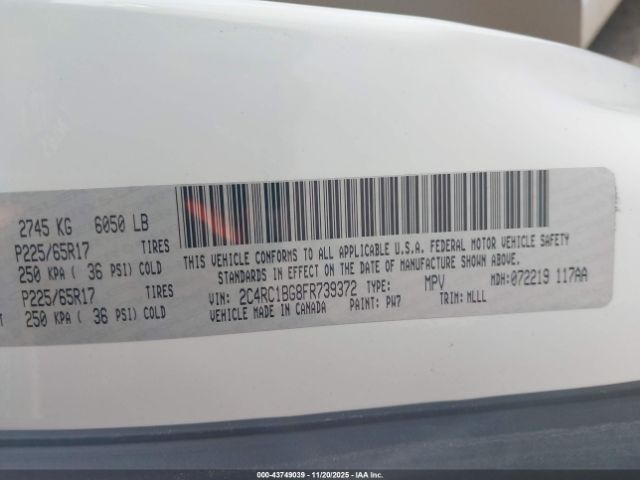 2745 KG 6050 LB
P225/65R17 TIRES
250 KPA ( 36 PSI) COLD
P225/65R17 TIRES
250 KPA ( 36 PSI) COLD
THIS VEHICLE CONFORMS TO ALL APPLICABLE U.S.A. FEDERAL MOTOR VEHICLE SAFETY
STANDARDS IN EFFECT ON THE DATE OF MANUFACTURE SHOWN ABOVE.
VIN: 2C4RC1BG8FR739372 TYPE: MPV MDH: 072219 117AA
VEHICLE MADE IN CANADA PAINT: PW7 TRIM: MLLL
000-43749039 | 11/20/2025 | IAA Inc.